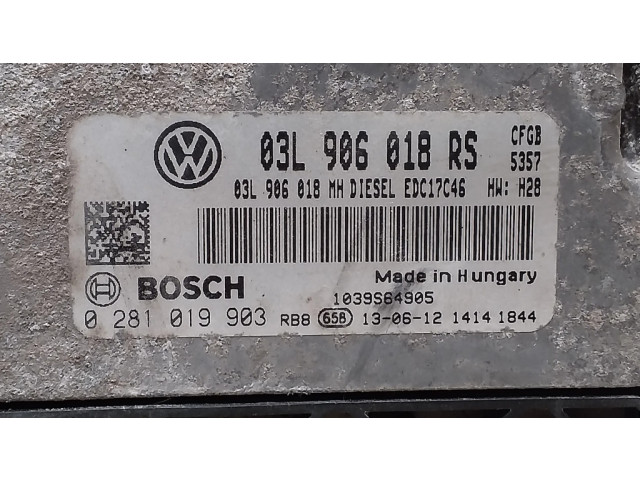 03L 906 018 RS CFGB
5357
03L 906 018 MH DIESEL EDC17C46 HW: H28
Made in Hungary
BOSCH 1039S64905
0 281 019 903 RB8 658 13-06-12 1414 1844